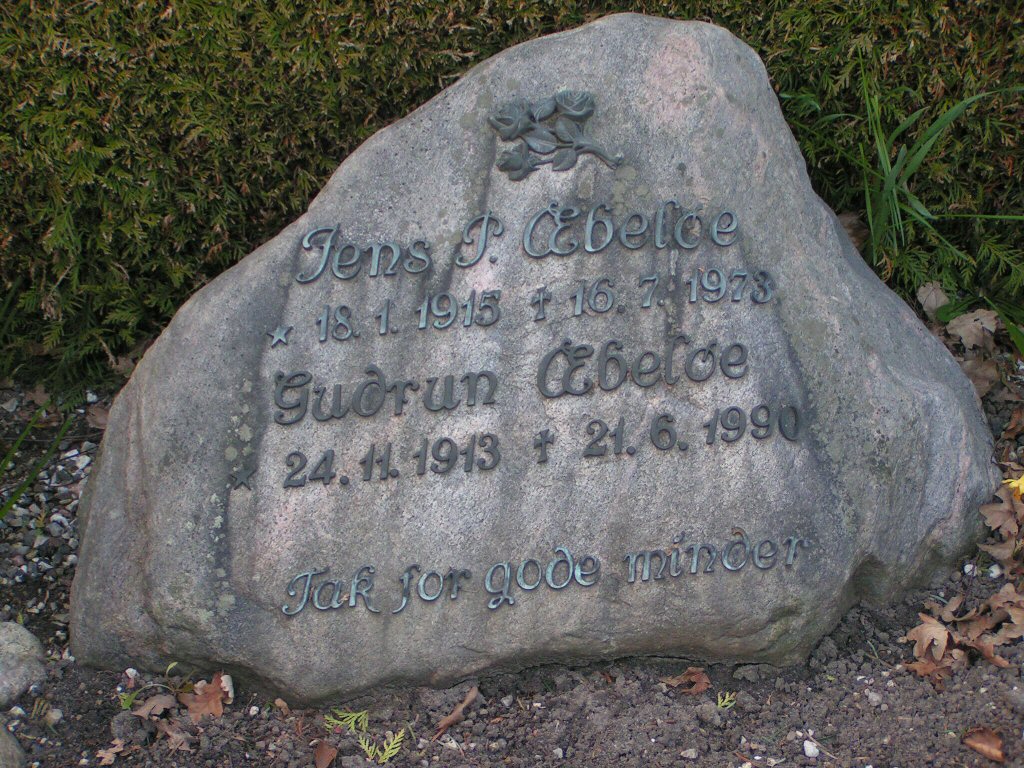 Jens P. Æbeløe
★ 18. 1. 1915 ✝ 16. 7. 1973
Gudrun Æbeløe
★ 24. 11. 1913 ✝ 21. 6. 1990
Tak for gode minder